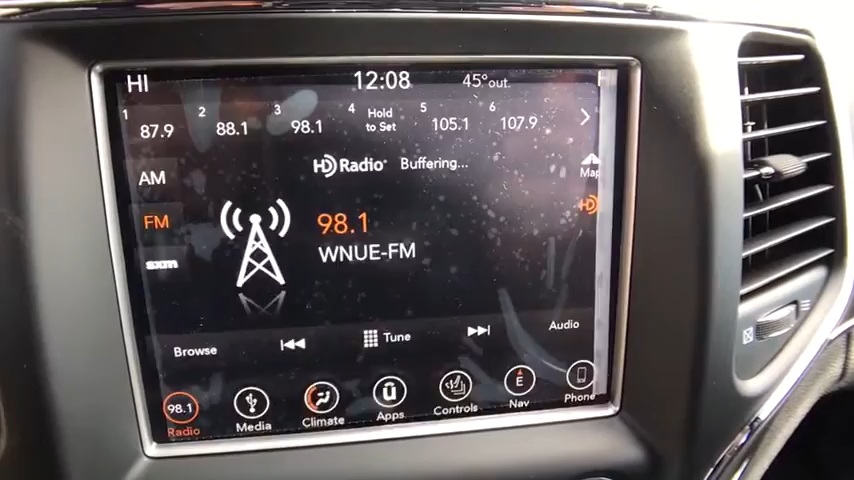 HI 12:08 45° out.
1 2 3 4 5 6
87.9 88.1 98.1 Hold to Set 105.1 107.9
HD Radio Buffering...
AM
Map
FM
HD
98.1
WNUE-FM
sxm
Browse Tune Audio
98.1 E
Radio Media Climate Apps Controls Nav Phone